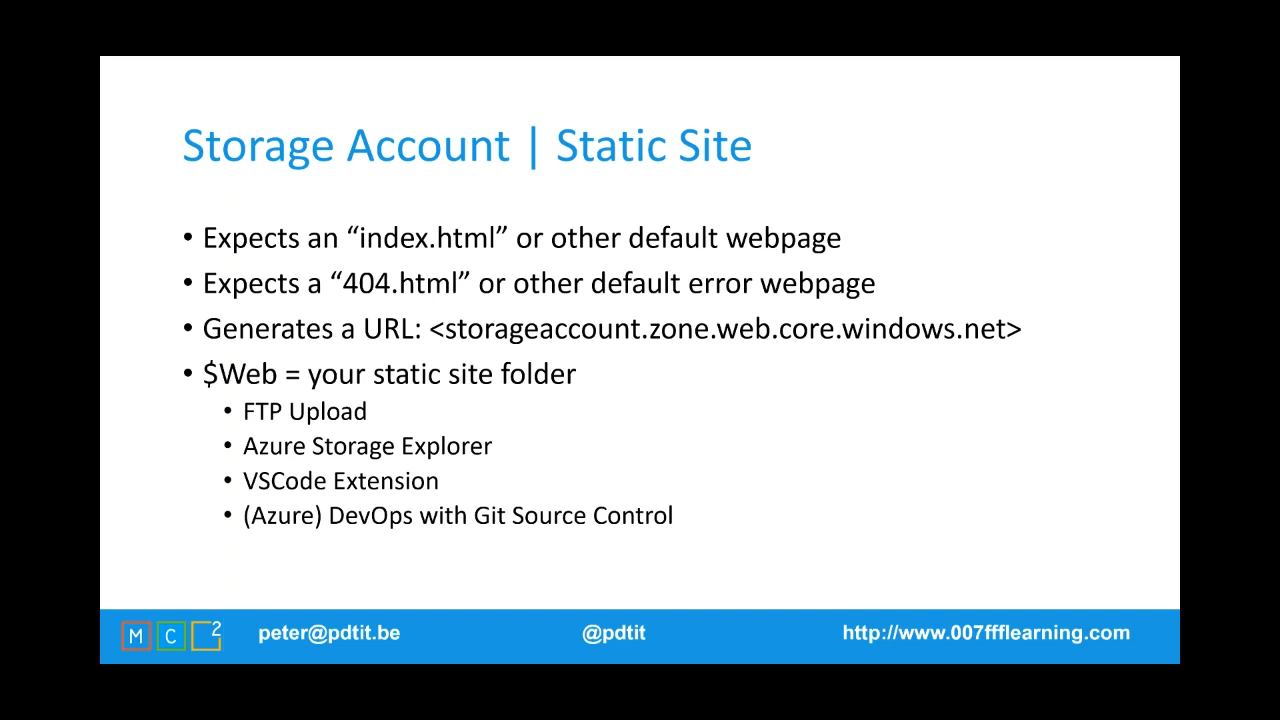 Storage Account | Static Site
• Expects an “index.html” or other default webpage
• Expects a “404.html” or other default error webpage
• Generates a URL: <storageaccount.zone.web.core.windows.net>
• $Web = your static site folder
• FTP Upload
• Azure Storage Explorer
• VSCode Extension
• (Azure) DevOps with Git Source Control
M C 2 peter@pdtit.be @pdtit http://www.007ffflearning.com